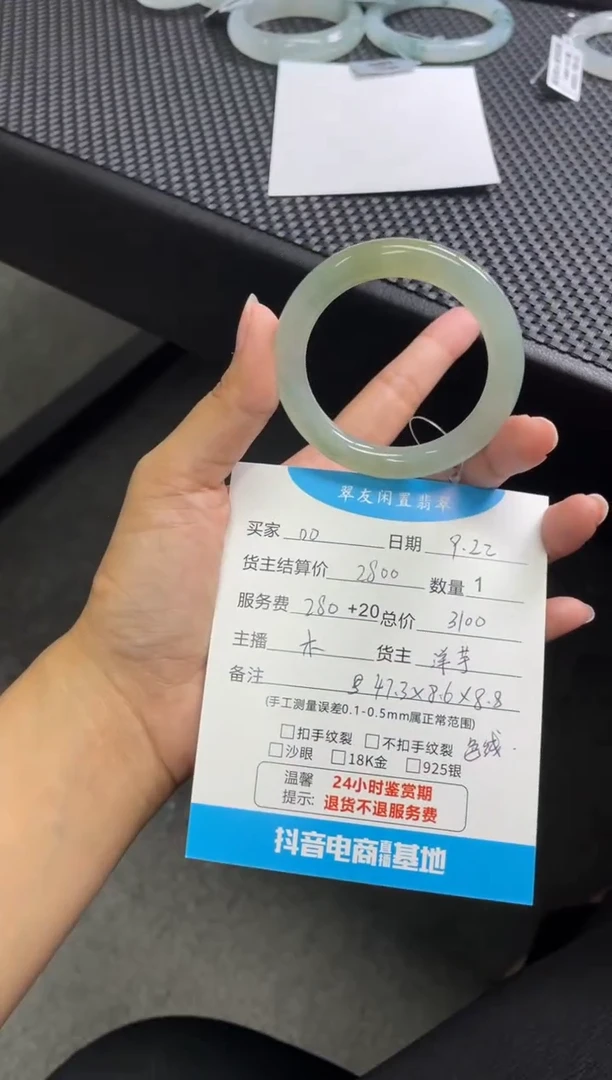 翠友闲置翡翠
买家 00 日期 9.22
货主结算价 2800 数量 1
服务费 280 +20 总价 3100
主播 木 货主 洋芋
备注 47.3×8.6×8.8
(手工测量误差0.1-0.5mm属正常范围)
扣手纹裂 不扣手纹裂 色线.
沙眼 18K金 925银
温馨 24小时鉴赏期
提示: 退货不退服务费
抖音电商直播基地